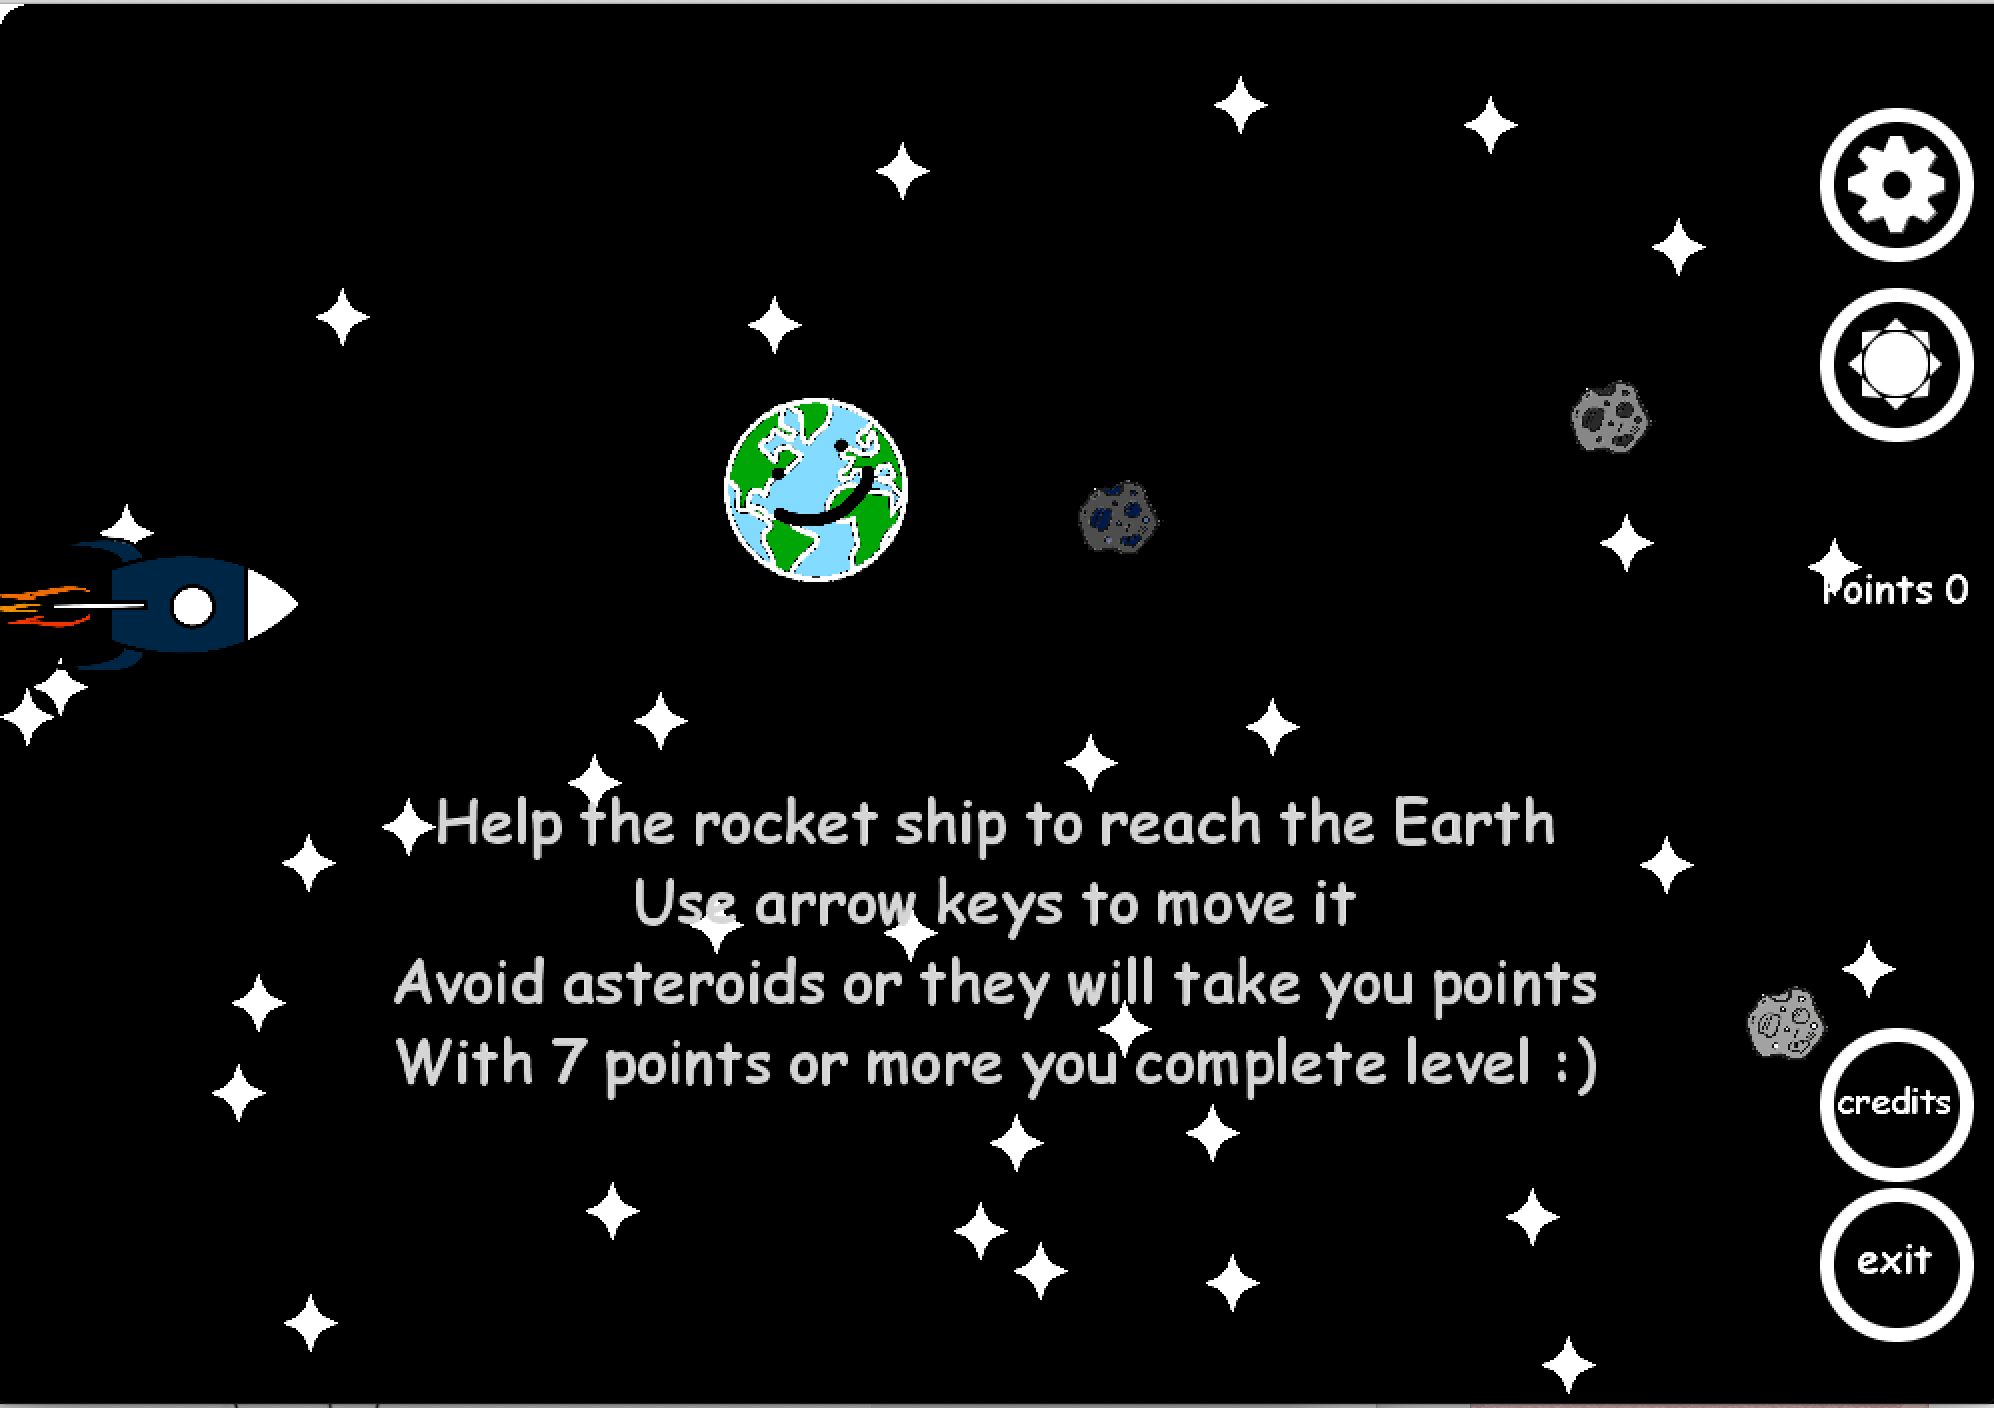 Points 0
Help the rocket ship to reach the Earth
Use arrow keys to move it
Avoid asteroids or they will take you points
With 7 points or more you complete level :)
credits
exit